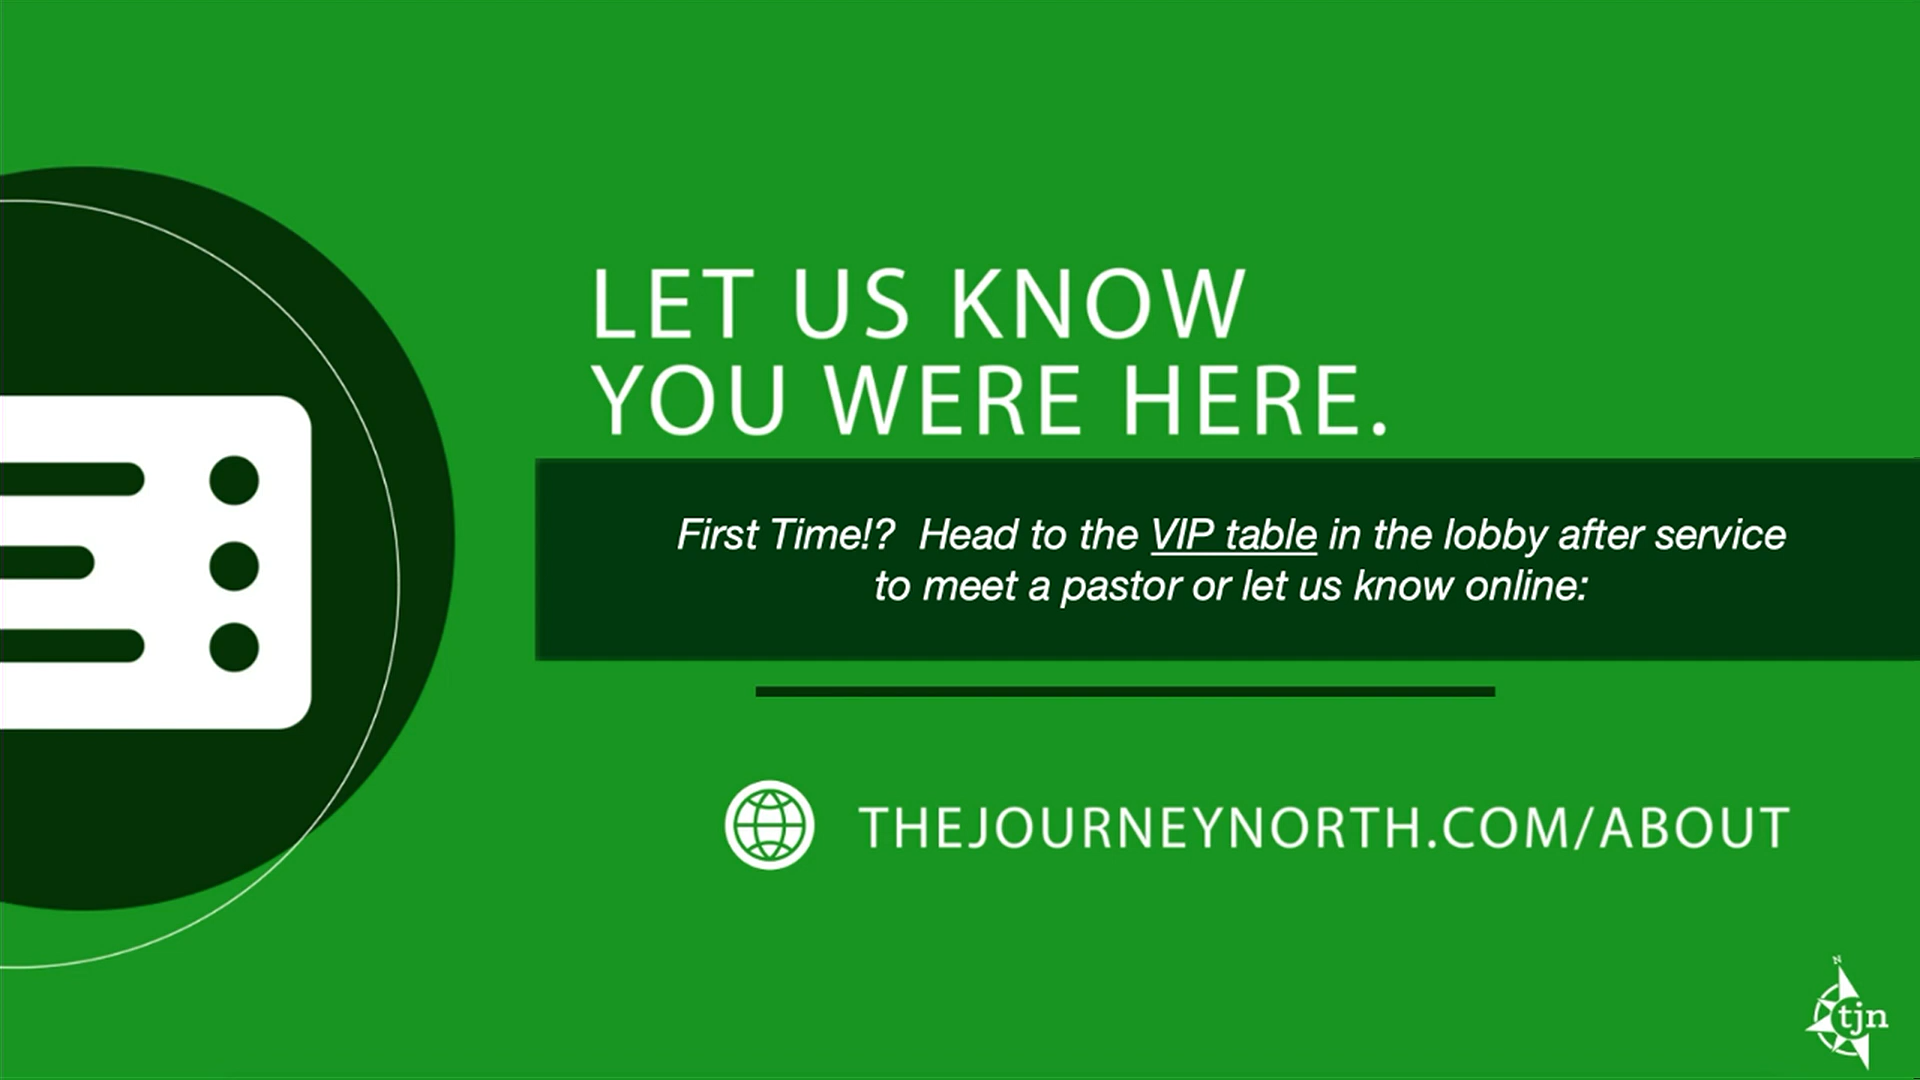 LET US KNOW
YOU WERE HERE.
First Time!?  Head to the VIP table in the lobby after service
to meet a pastor or let us know online:
THEJOURNEYNORTH.COM/ABOUT
N
tjn